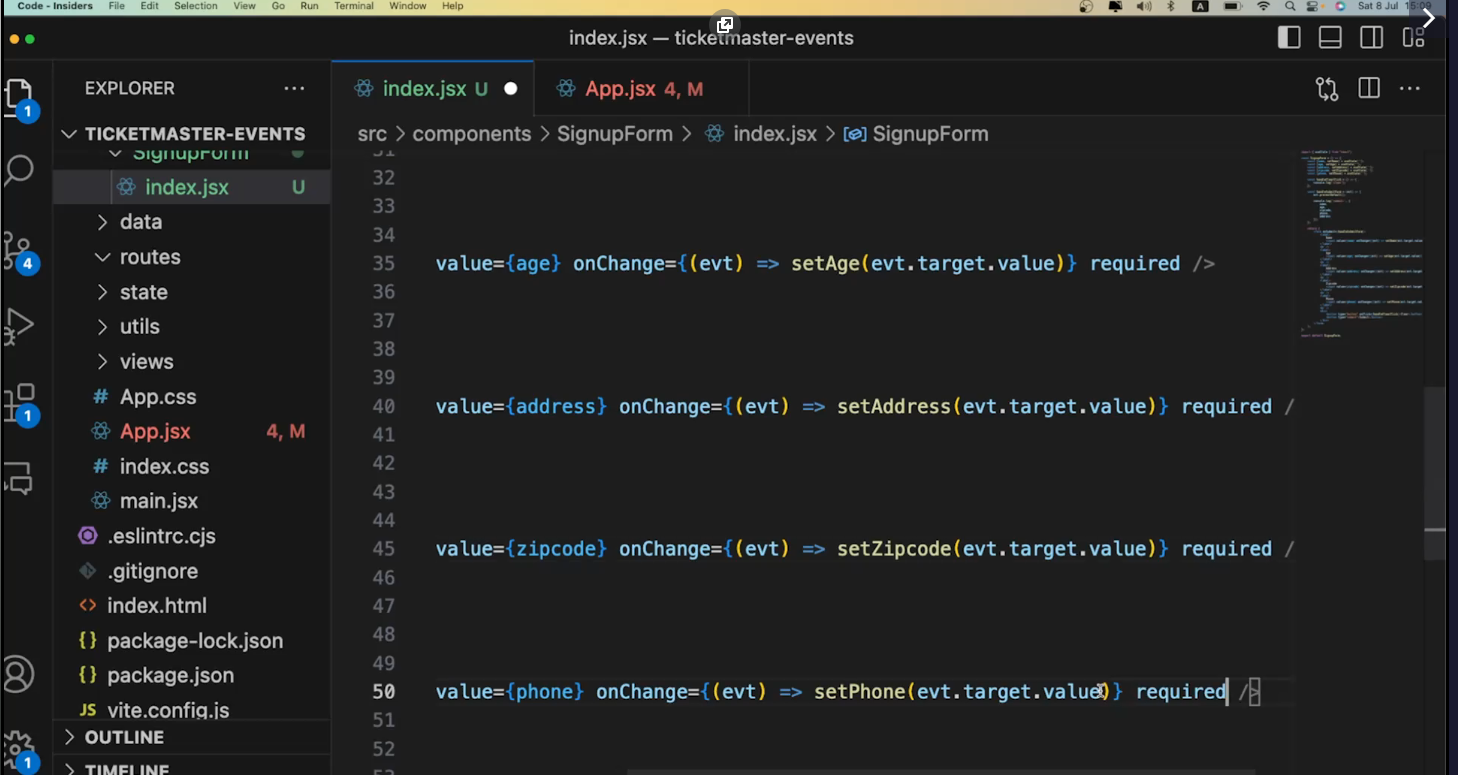 Code - Insiders File Edit Selection View Go Run Terminal Window Help A Sat 8 Jul 15:09
index.jsx — ticketmaster-events
EXPLORER ...
index.jsx U
App.jsx 4, M
TICKETMASTER-EVENTS
src > components > SignupForm > index.jsx > SignupForm
SignupForm
index.jsx U
data
routes
state
utils
views
# App.css
App.jsx 4, M
# index.css
main.jsx
.eslintrc.cjs
.gitignore
<> index.html
{} package-lock.json
{} package.json
JS vite.config.js
OUTLINE
TIMELINE
1
4
1
1
31
32
33
34
35 value={age} onChange={(evt) => setAge(evt.target.value)} required />
36
37
38
39
40 value={address} onChange={(evt) => setAddress(evt.target.value)} required /
41
42
43
44
45 value={zipcode} onChange={(evt) => setZipcode(evt.target.value)} required /
46
47
48
49
50 value={phone} onChange={(evt) => setPhone(evt.target.value)} required />
51
52
53